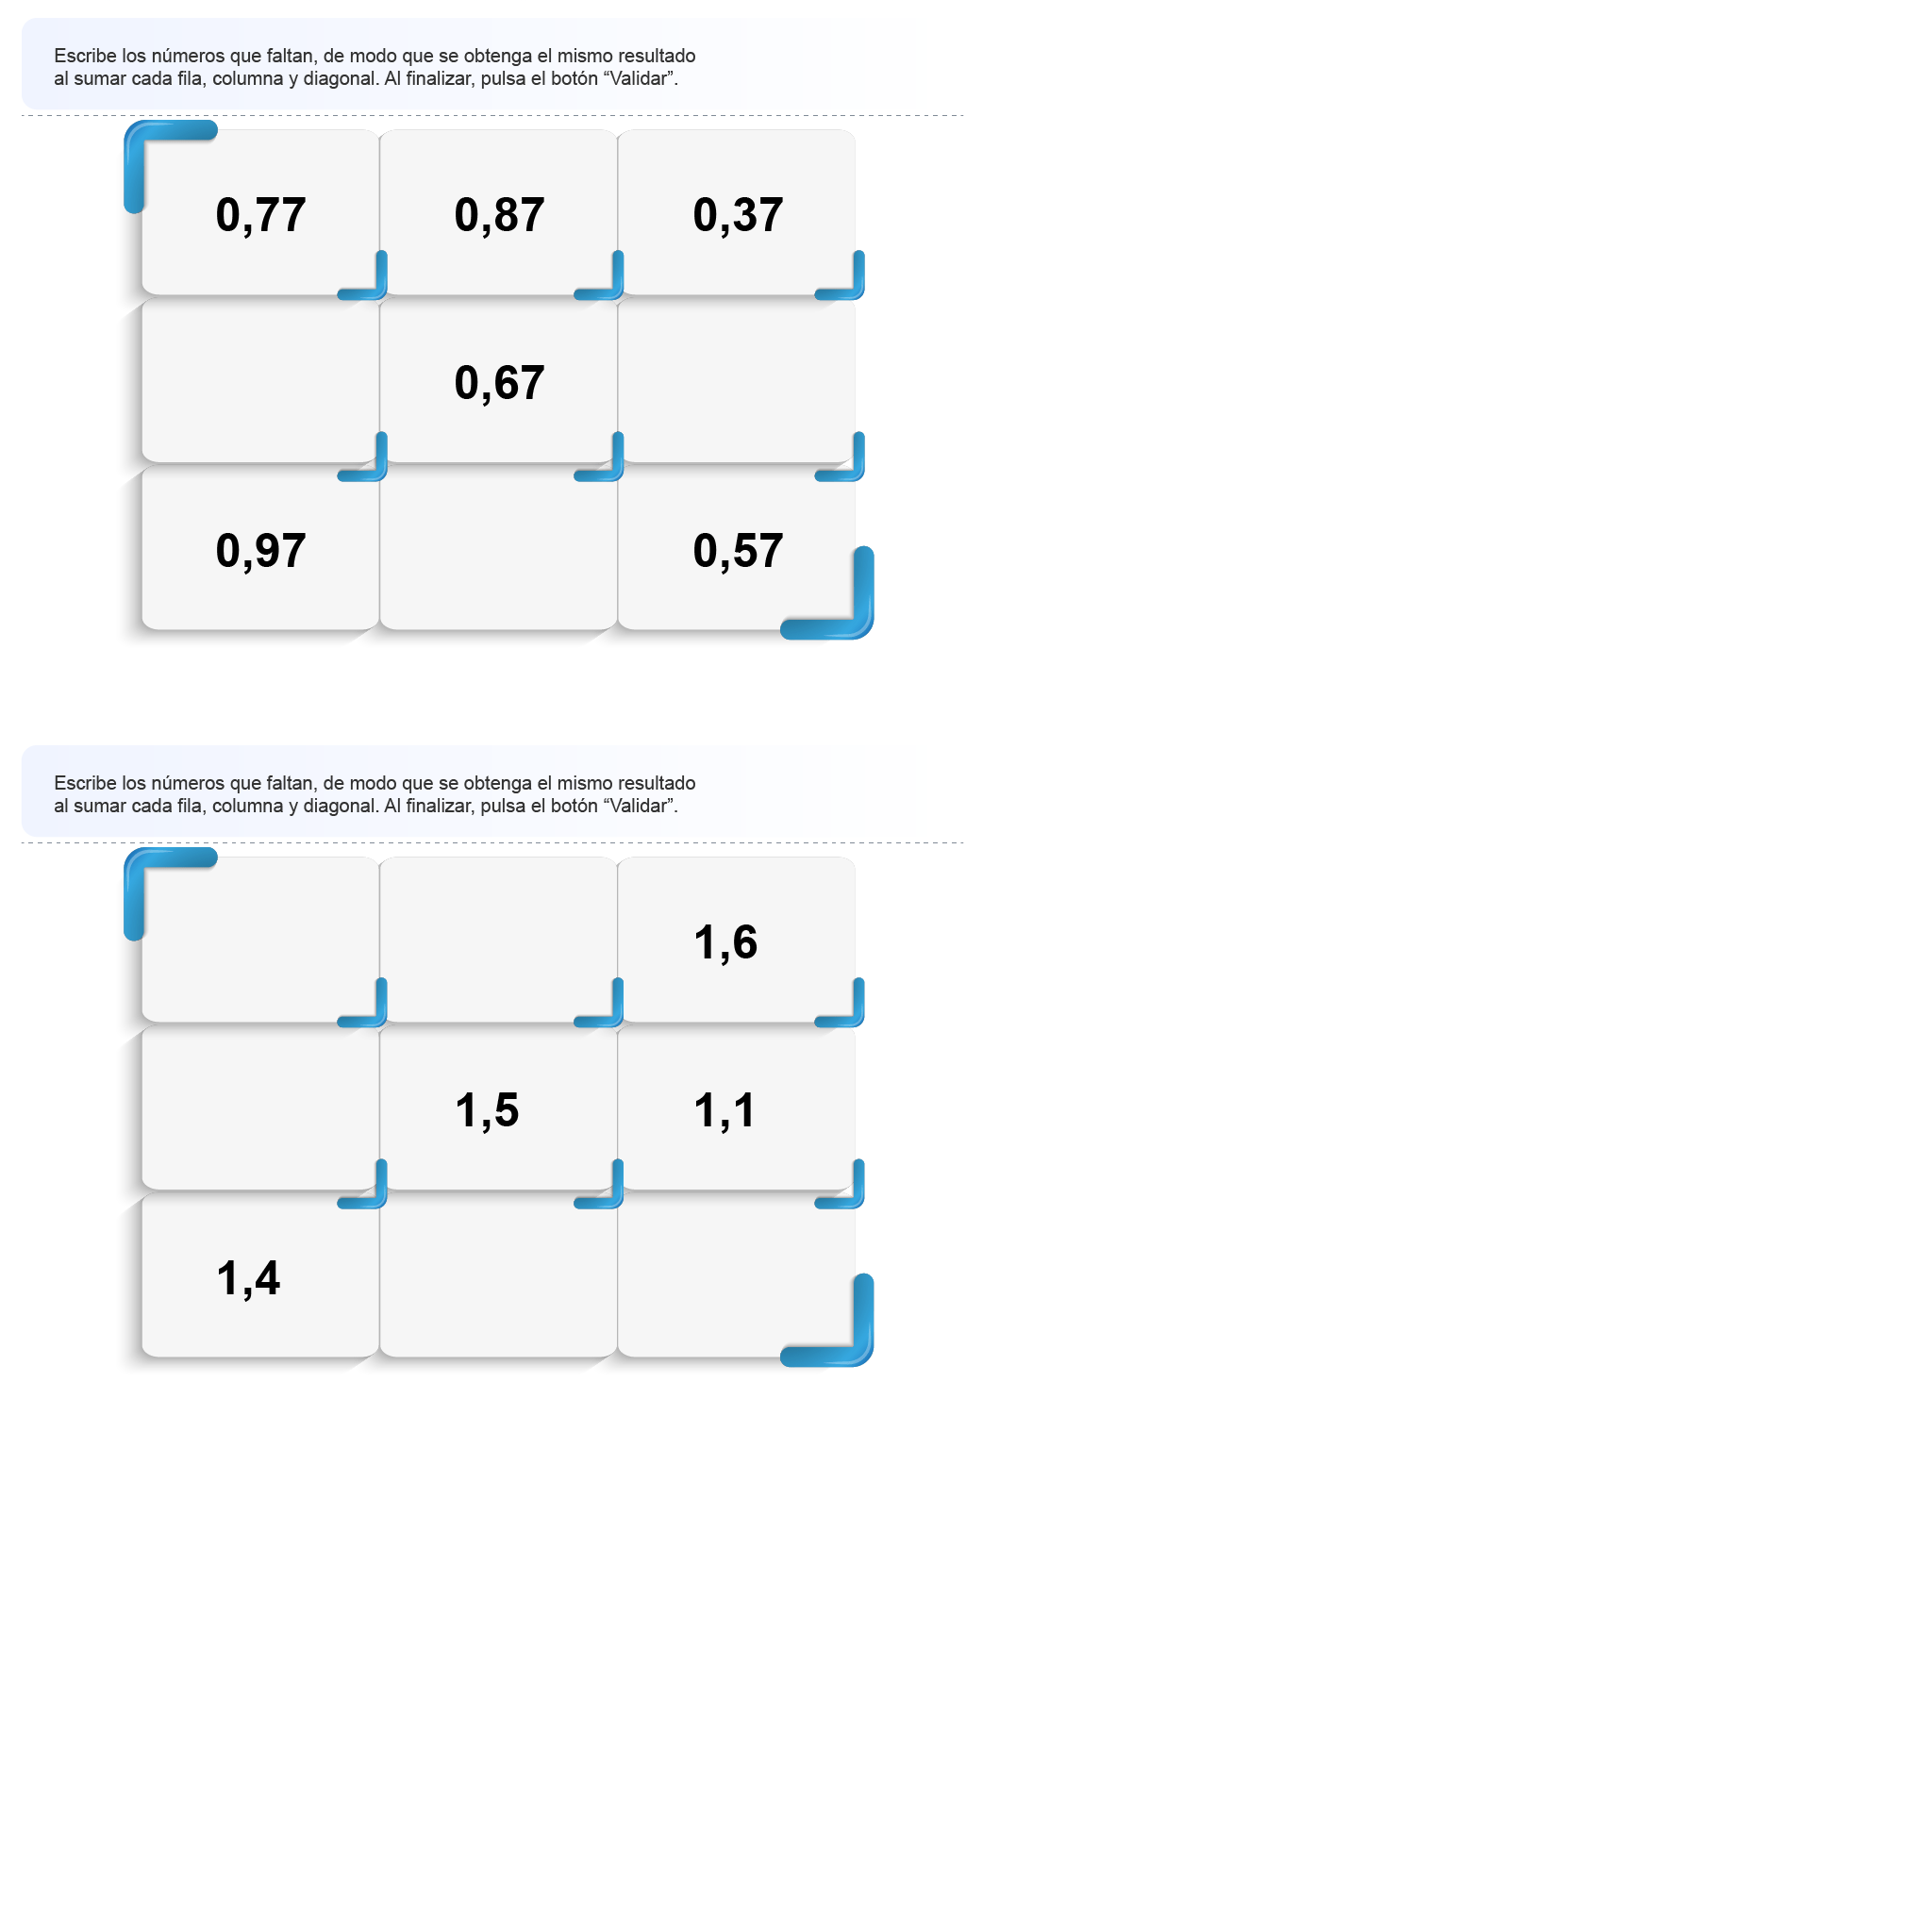 Escribe los números que faltan, de modo que se obtenga el mismo resultado
al sumar cada fila, columna y diagonal. Al finalizar, pulsa el botón “Validar”.
0,77 0,87 0,37
0,67
0,97 0,57
Escribe los números que faltan, de modo que se obtenga el mismo resultado
al sumar cada fila, columna y diagonal. Al finalizar, pulsa el botón “Validar”.
1,6
1,5 1,1
1,4